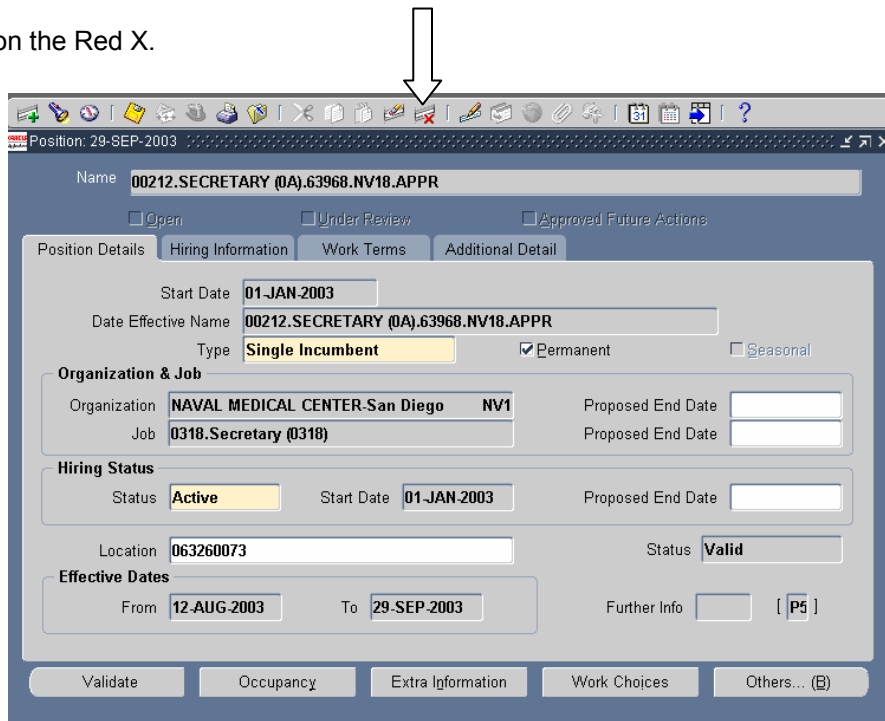 on the Red X.
Position: 29-SEP-2003
Name 00212.SECRETARY (0A).63968.NV18.APPR
Open Under Review Approved Future Actions
Position Details Hiring Information Work Terms Additional Detail
Start Date 01-JAN-2003
Date Effective Name 00212.SECRETARY (0A).63968.NV18.APPR
Type Single Incumbent Permanent Seasonal
Organization & Job
Organization NAVAL MEDICAL CENTER-San Diego NV1 Proposed End Date
Job 0318.Secretary (0318) Proposed End Date
Hiring Status
Status Active Start Date 01-JAN-2003 Proposed End Date
Location 063260073 Status Valid
Effective Dates
From 12-AUG-2003 To 29-SEP-2003 Further Info [ P5 ]
Validate Occupancy Extra Information Work Choices Others... (B)